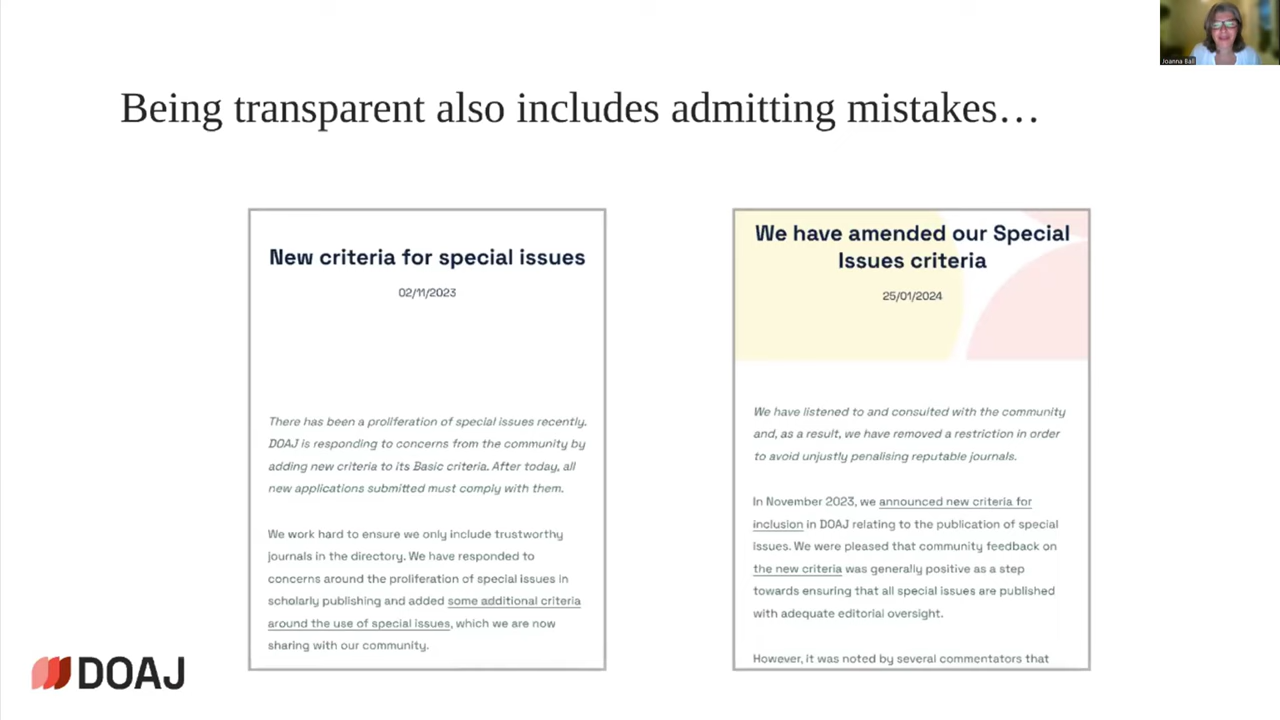 Joanna Ball
Being transparent also includes admitting mistakes…
New criteria for special issues
02/11/2023
There has been a proliferation of special issues recently.
DOAJ is responding to concerns from the community by
adding new criteria to its Basic criteria. After today, all
new applications submitted must comply with them.
We work hard to ensure we only include trustworthy
journals in the directory. We have responded to
concerns around the proliferation of special issues in
scholarly publishing and added some additional criteria
around the use of special issues, which we are now
sharing with our community.
We have amended our Special
Issues criteria
25/01/2024
We have listened to and consulted with the community
and, as a result, we have removed a restriction in order
to avoid unjustly penalising reputable journals.
In November 2023, we announced new criteria for
inclusion in DOAJ relating to the publication of special
issues. We were pleased that community feedback on
the new criteria was generally positive as a step
towards ensuring that all special issues are published
with adequate editorial oversight.
However, it was noted by several commentators that
DOAJ